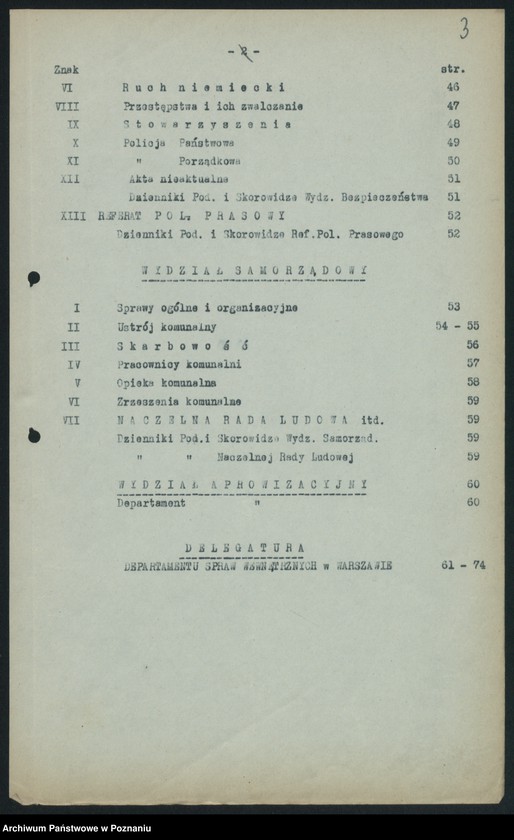 3
- 2 -
Znak str.
VI Ruch niemiecki 46
VIII Przestępstwa i ich zwalczanie 47
IX Stowarzyszenia 48
X Policja Państwowa 49
XI " Porządkowa 50
XII Akta nieaktualne 51
Dzienniki Pod. i Skorowidze Wydz. Bezpieczeństwa 51
XIII REFERAT POL. PRASOWY 52
Dzienniki Pod. i Skorowidze Ref.Pol. Prasowego 52
WYDZIAŁ SAMORZĄDOWY
I Sprawy ogólne i organizacyjne 53
II Ustrój komunalny 54 - 55
III Skarbowość 56
IV Pracownicy komunalni 57
V Opieka komunalna 58
VI Zrzeszenia komunalne 59
VII NACZELNA RADA LUDOWA itd. 59
Dzienniki Pod.i Skorowidze Wydz. Samorząd. 59
" " Naczelnej Rady Ludowej 59
WYDZIAŁ APROWIZACYJNY 60
Departament " 60
DELEGATURA
DEPARTAMENTU SPRAW WEWNĘTRZNYCH w WARSZAWIE 61 - 74
Archiwum Państwowe w Poznaniu